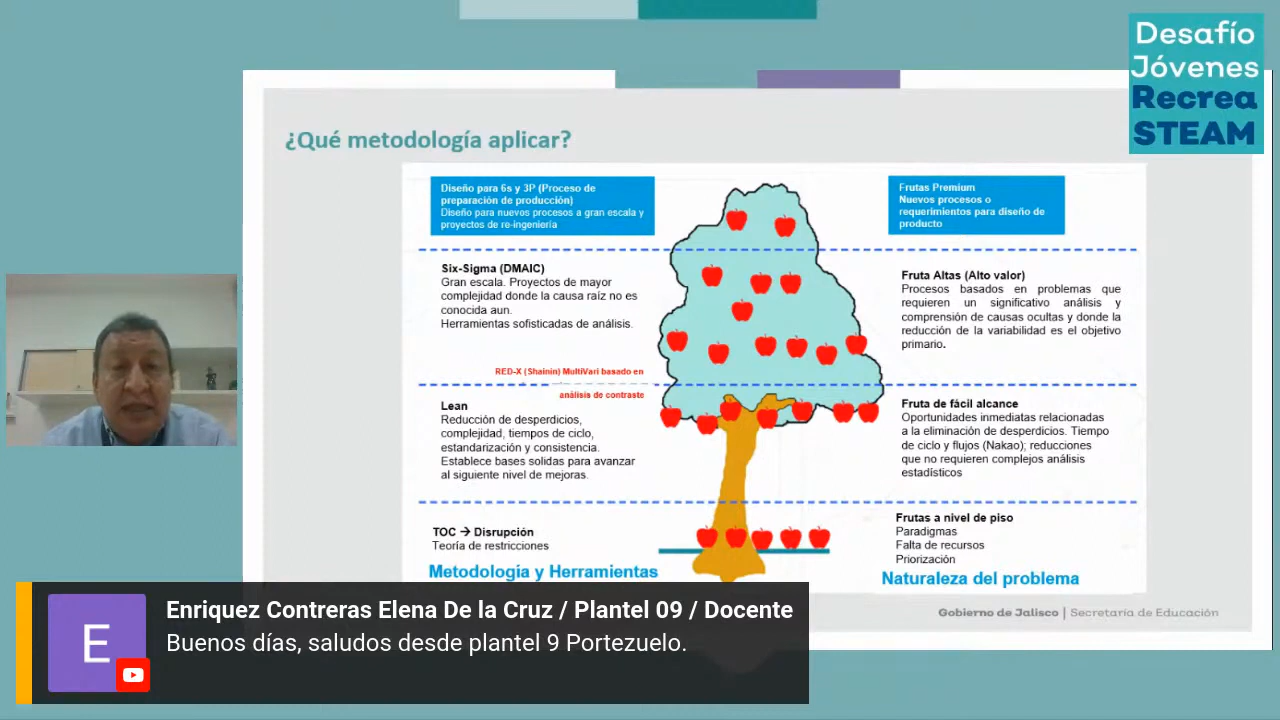 Desafío
Jóvenes
Recrea
STEAM
¿Qué metodología aplicar?
Diseño para 6s y 3P (Proceso de
preparación de producción)
Diseño para nuevos procesos a gran escala y
proyectos de re-ingeniería
Frutas Premium
Nuevos procesos o
requerimientos para diseño de
producto
Six-Sigma (DMAIC)
Gran escala. Proyectos de mayor
complejidad donde la causa raíz no es
conocida aun.
Herramientas sofisticadas de análisis.
Fruta Altas (Alto valor)
Procesos basados en problemas que
requieren un significativo análisis y
comprensión de causas ocultas y donde la
reducción de la variabilidad es el objetivo
primario.
RED-X (Shainin) MultiVari basado en
análisis de contraste
Lean
Reducción de desperdicios,
complejidad, tiempos de ciclo,
estandarización y consistencia.
Establece bases solidas para avanzar
al siguiente nivel de mejoras.
Fruta de fácil alcance
Oportunidades inmediatas relacionadas
a la eliminación de desperdicios. Tiempo
de ciclo y flujos (Nakao); reducciones
que no requieren complejos análisis
estadísticos
TOC → Disrupción
Teoría de restricciones
Frutas a nivel de piso
Paradigmas
Falta de recursos
Priorización
Metodología y Herramientas
Naturaleza del problema
Gobierno de Jalisco | Secretaría de Educación
E
Enriquez Contreras Elena De la Cruz / Plantel 09 / Docente
Buenos días, saludos desde plantel 9 Portezuelo.